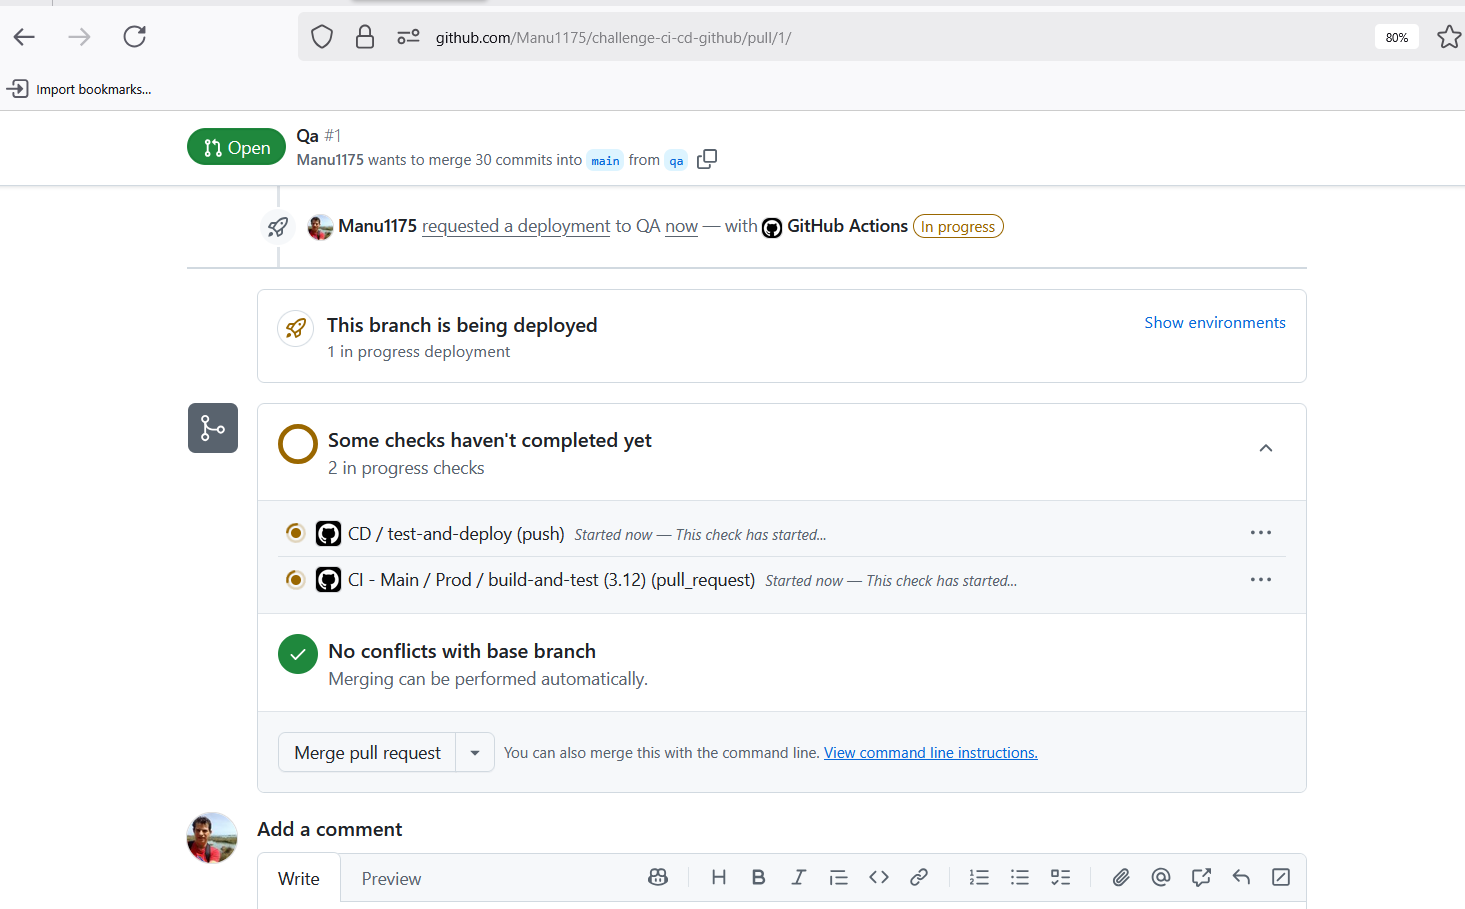 github.com/Manu1175/challenge-ci-cd-github/pull/1/
80%
Import bookmarks...
Open
Qa #1
Manu1175 wants to merge 30 commits into main from qa
Manu1175 requested a deployment to QA now — with GitHub Actions In progress
This branch is being deployed
Show environments
1 in progress deployment
Some checks haven't completed yet
2 in progress checks
CD / test-and-deploy (push) Started now — This check has started...
CI - Main / Prod / build-and-test (3.12) (pull_request) Started now — This check has started...
No conflicts with base branch
Merging can be performed automatically.
Merge pull request
You can also merge this with the command line. View command line instructions.
Add a comment
Write
Preview